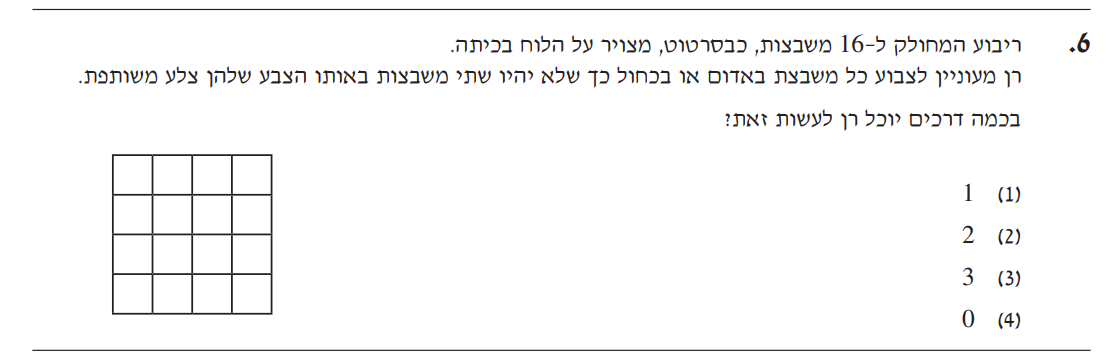 6. ריבוע המחולק ל-16 משבצות, כבסרטוט, מצויר על הלוח בכיתה.
רן מעוניין לצבוע כל משבצת באדום או בכחול כך שלא יהיו שתי משבצות באותו הצבע שלהן צלע משותפת.
בכמה דרכים יוכל רן לעשות זאת?
(1) 1
(2) 2
(3) 3
(4) 0